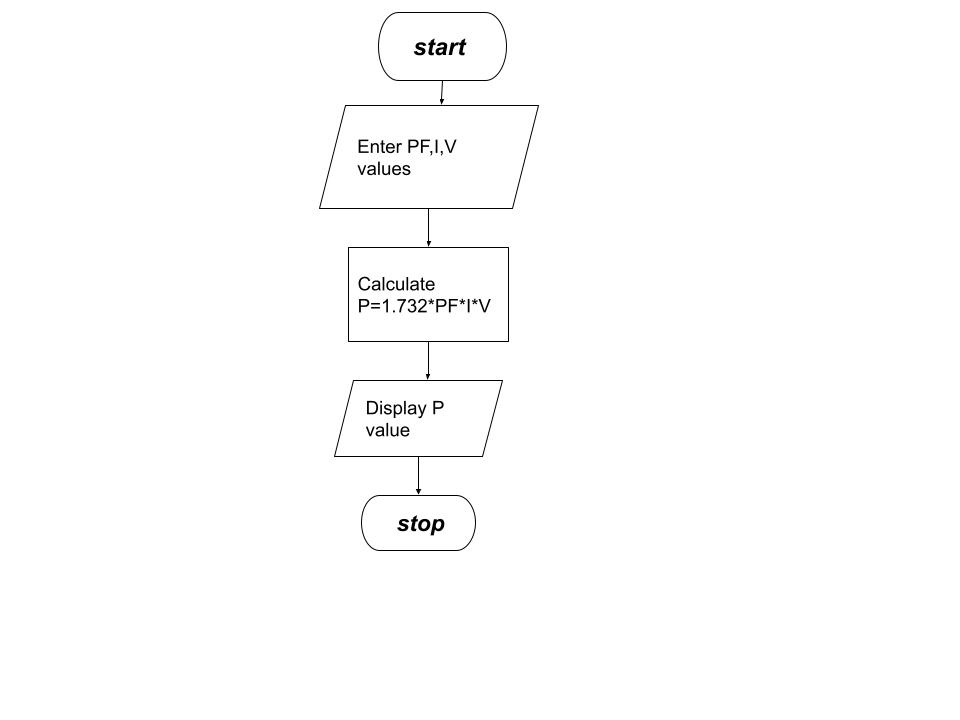 start
Enter PF,I,V
values
Calculate
P=1.732*PF*I*V
Display P
value
stop